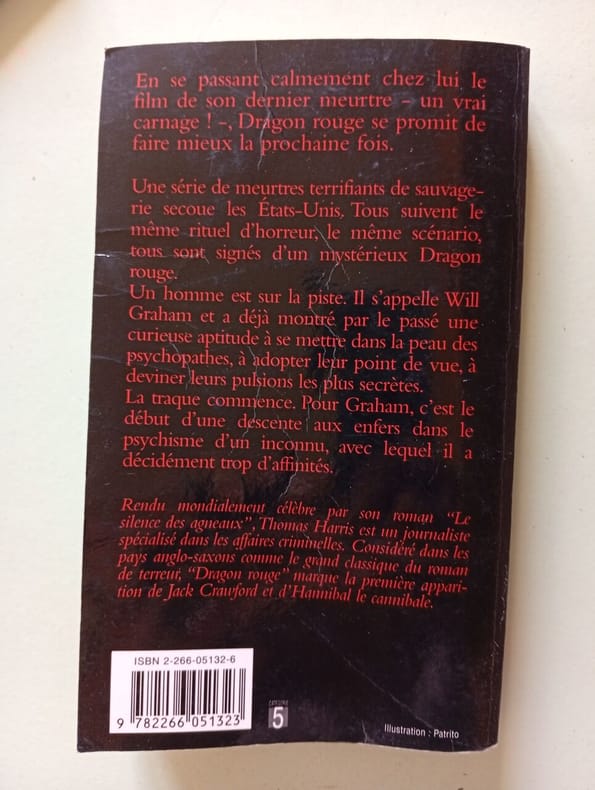 En se passant calmement chez lui le
film de son dernier meurtre – un vrai
carnage ! –, Dragon rouge se promit de
faire mieux la prochaine fois.
Une série de meurtres terrifiants de sauvage-
rie secoue les États-Unis. Tous suivent le
même rituel d'horreur, le même scénario,
tous sont signés d'un mystérieux Dragon
rouge.
Un homme est sur la piste. Il s'appelle Will
Graham et a déjà montré par le passé une
curieuse aptitude à se mettre dans la peau des
psychopathes, à adopter leur point de vue, à
deviner leurs pulsions les plus secrètes.
La traque commence. Pour Graham, c'est le
début d'une descente aux enfers dans le
psychisme d'un inconnu, avec lequel il a
décidément trop d'affinités.
Rendu mondialement célèbre par son roman "Le
silence des agneaux", Thomas Harris est un journaliste
spécialisé dans les affaires criminelles. Considéré dans les
pays anglo-saxons comme le grand classique du roman
de terreur, "Dragon rouge" marque la première appari-
tion de Jack Crawford et d'Hannibal le cannibale.
ISBN 2-266-05132-6
9 782266 051323
CATÉGORIE
5
Illustration : Patrito